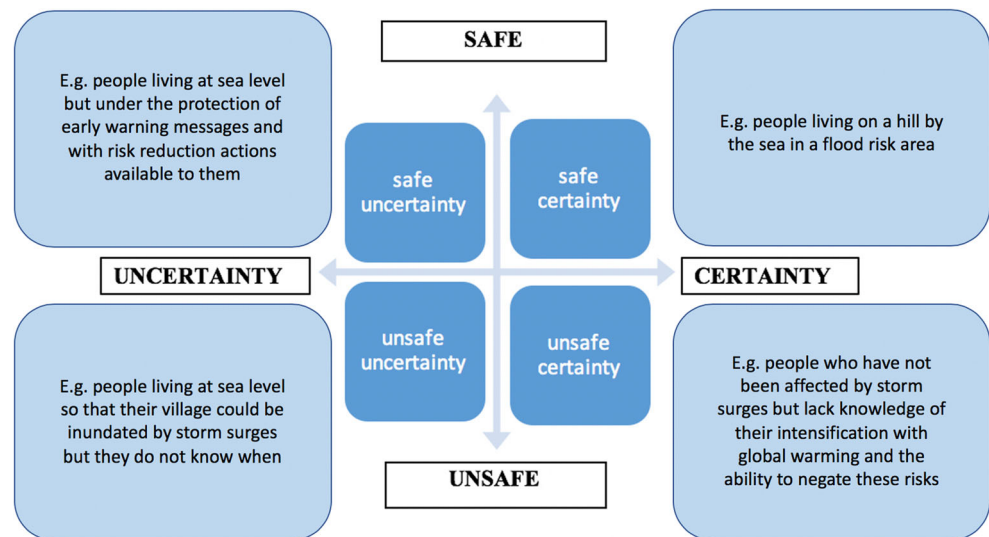 SAFE
E.g. people living at sea level
but under the protection of
early warning messages and
with risk reduction actions
available to them
E.g. people living on a hill by
the sea in a flood risk area
safe
uncertainty
safe
certainty
UNCERTAINTY
CERTAINTY
unsafe
uncertainty
unsafe
certainty
E.g. people living at sea level
so that their village could be
inundated by storm surges
but they do not know when
E.g. people who have not
been affected by storm
surges but lack knowledge of
their intensification with
global warming and the
ability to negate these risks
UNSAFE